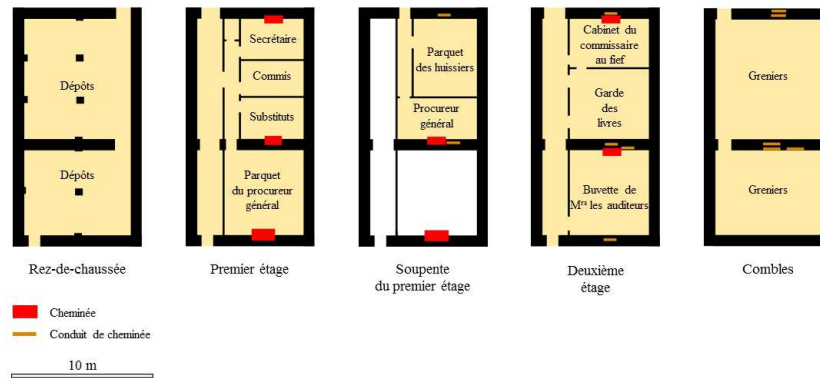 Dépôts
Dépôts
Rez-de-chaussée
Secrétaire
Commis
Substituts
Parquet
du procureur
général
Premier étage
Parquet
des huissiers
Procureur
général
Soupente
du premier étage
Cabinet du
commissaire
au fief
Garde
des
livres
Buvette de
Mrs les auditeurs
Deuxième
étage
Greniers
Greniers
Combles
Cheminée
Conduit de cheminée
10 m